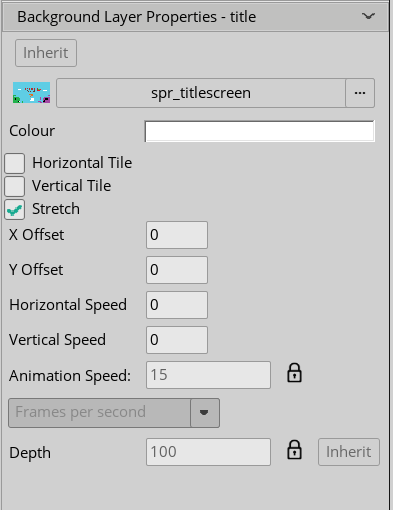 Background Layer Properties - title
Inherit
spr_titlescreen ...
Colour
Horizontal Tile
Vertical Tile
Stretch
X Offset 0
Y Offset 0
Horizontal Speed 0
Vertical Speed 0
Animation Speed: 15
Frames per second
Depth 100 Inherit